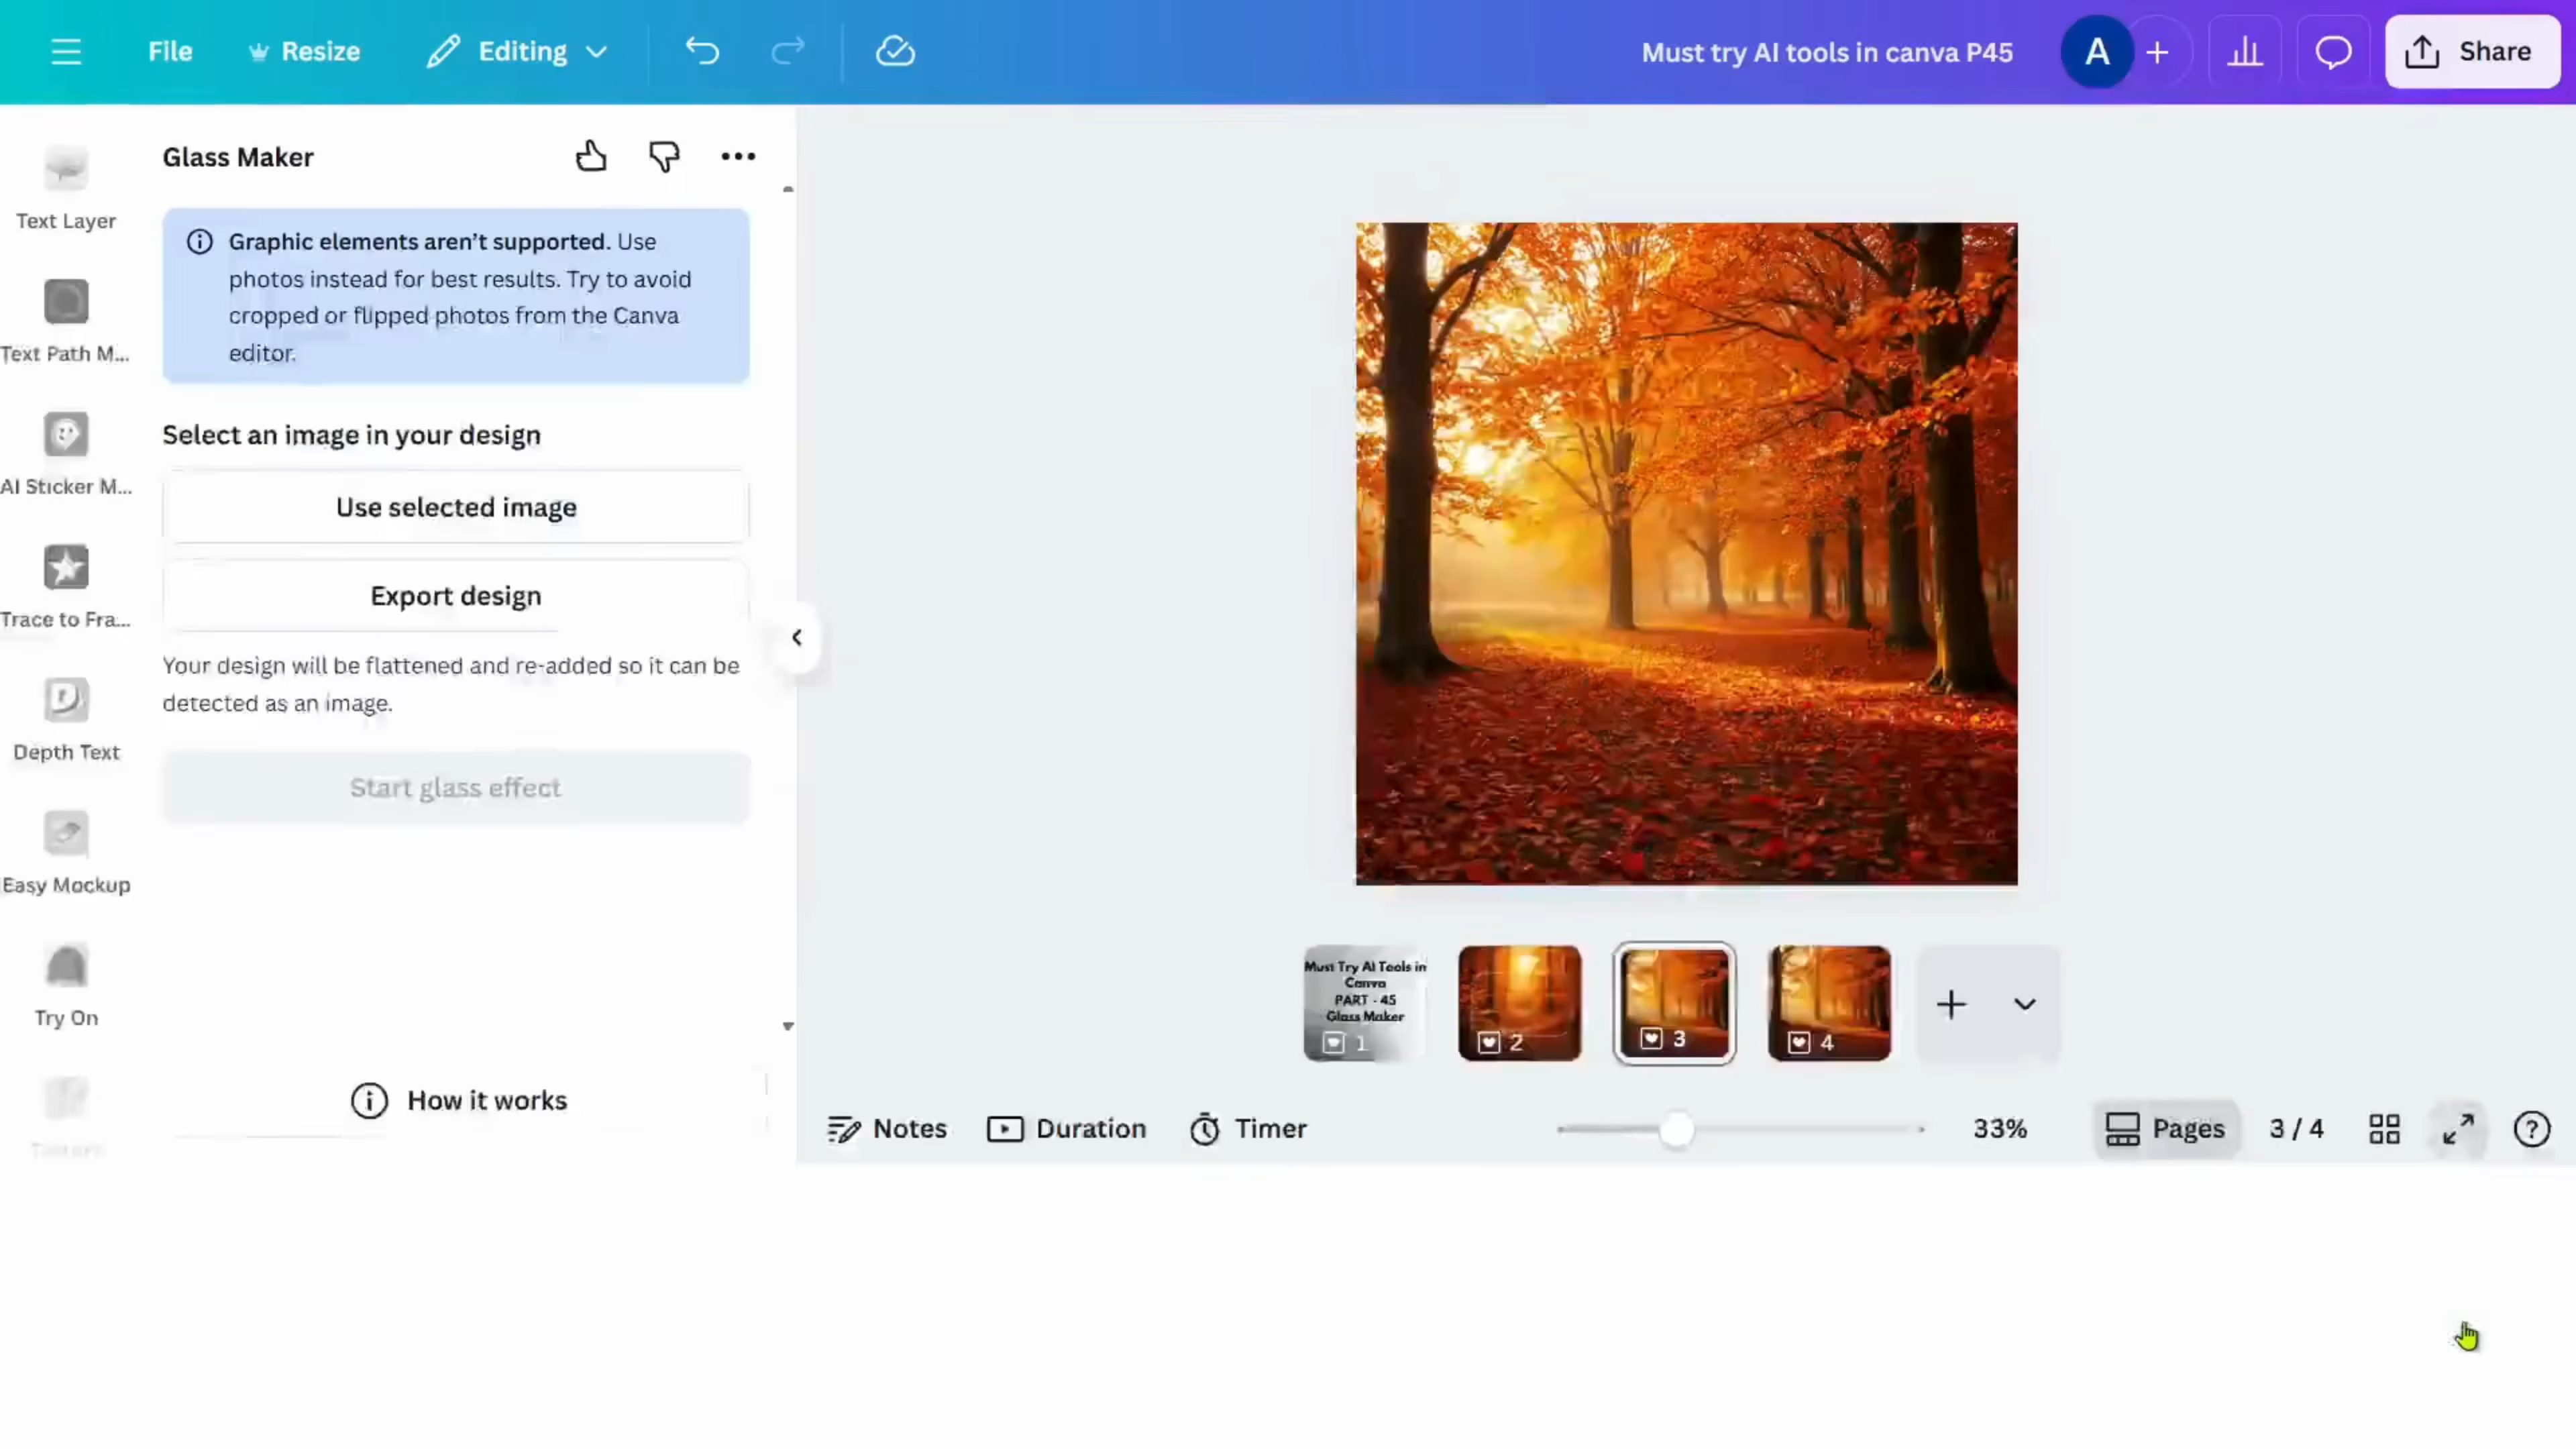 File
Resize
Editing
Must try AI tools in canva P45
A
Share
Text Layer
Text Path M...
AI Sticker M...
Trace to Fra...
Depth Text
Easy Mockup
Try On
Glass Maker
Graphic elements aren't supported. Use
photos instead for best results. Try to avoid
cropped or flipped photos from the Canva
editor.
Select an image in your design
Use selected image
Export design
Your design will be flattened and re-added so it can be
detected as an image.
Start glass effect
How it works
Must Try AI Tools in
Canva
PART - 45
Glass Maker
1
2
3
4
Notes
Duration
Timer
33%
Pages
3 / 4